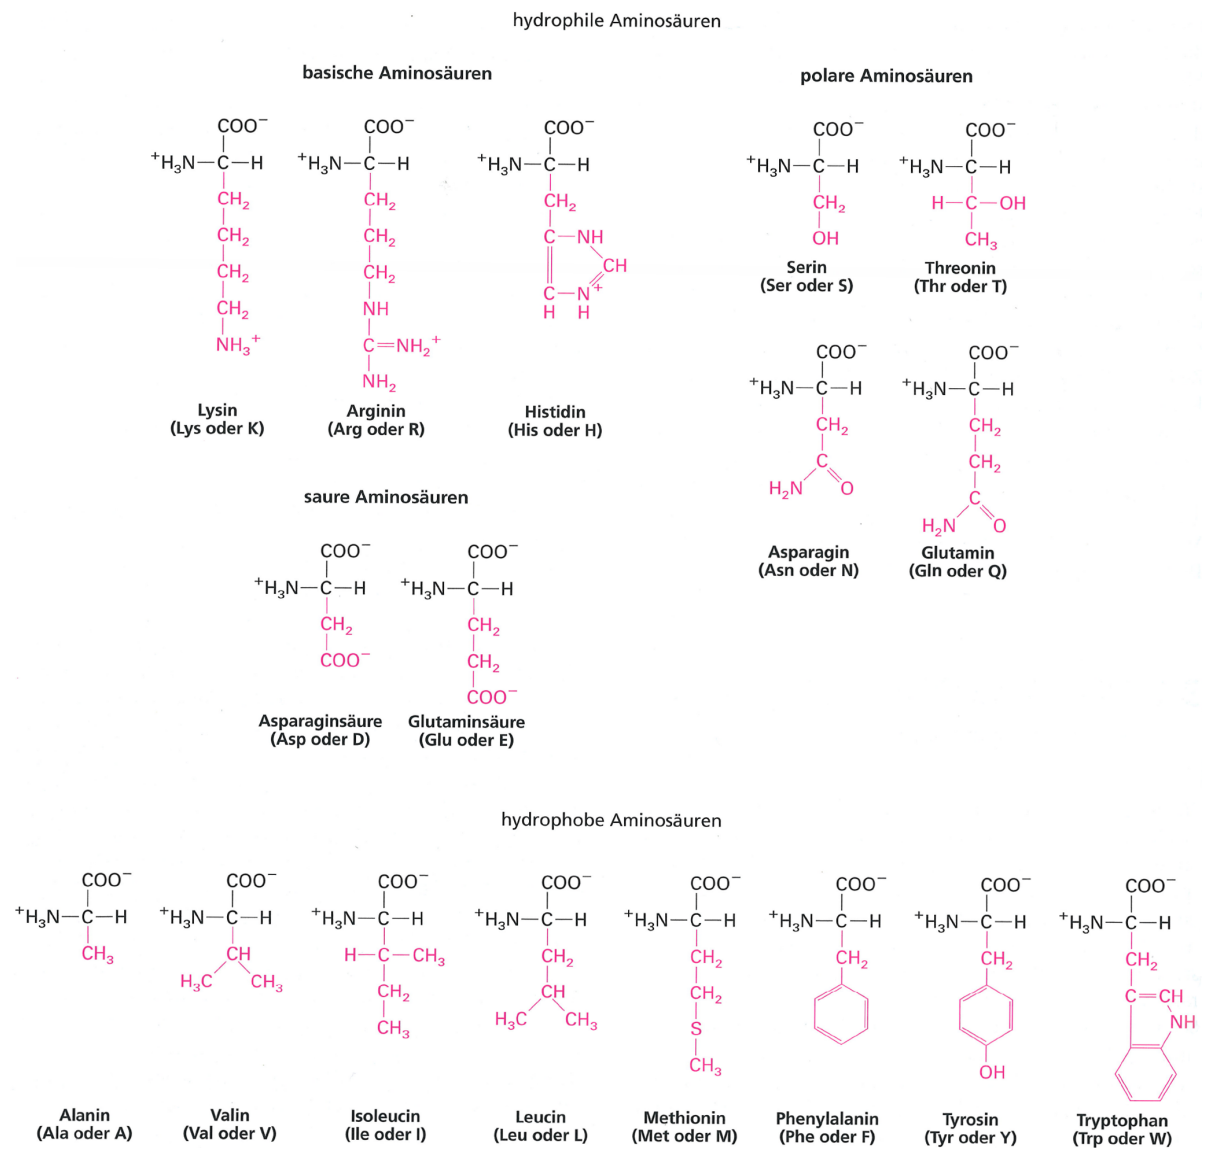 hydrophile Aminosäuren
basische Aminosäuren
polare Aminosäuren
COO⁻
⁺H₃N—C—H
CH₂
CH₂
CH₂
CH₂
NH₃⁺
Lysin
(Lys oder K)
COO⁻
⁺H₃N—C—H
CH₂
CH₂
CH₂
NH
C=NH₂⁺
NH₂
Arginin
(Arg oder R)
COO⁻
⁺H₃N—C—H
CH₂
C—NH
CH
C—N⁺
H H
Histidin
(His oder H)
COO⁻
⁺H₃N—C—H
CH₂
OH
Serin
(Ser oder S)
COO⁻
⁺H₃N—C—H
H—C—OH
CH₃
Threonin
(Thr oder T)
COO⁻
⁺H₃N—C—H
CH₂
C
H₂N O
Asparagin
(Asn oder N)
COO⁻
⁺H₃N—C—H
CH₂
CH₂
C
H₂N O
Glutamin
(Gln oder Q)
saure Aminosäuren
COO⁻
⁺H₃N—C—H
CH₂
COO⁻
Asparaginsäure
(Asp oder D)
COO⁻
⁺H₃N—C—H
CH₂
CH₂
COO⁻
Glutaminsäure
(Glu oder E)
hydrophobe Aminosäuren
COO⁻
⁺H₃N—C—H
CH₃
Alanin
(Ala oder A)
COO⁻
⁺H₃N—C—H
CH
H₃C CH₃
Valin
(Val oder V)
COO⁻
⁺H₃N—C—H
H—C—CH₃
CH₂
CH₃
Isoleucin
(Ile oder I)
COO⁻
⁺H₃N—C—H
CH₂
CH
H₃C CH₃
Leucin
(Leu oder L)
COO⁻
⁺H₃N—C—H
CH₂
CH₂
S
CH₃
Methionin
(Met oder M)
COO⁻
⁺H₃N—C—H
CH₂
Phenylalanin
(Phe oder F)
COO⁻
⁺H₃N—C—H
CH₂
OH
Tyrosin
(Tyr oder Y)
COO⁻
⁺H₃N—C—H
CH₂
C=CH
NH
Tryptophan
(Trp oder W)